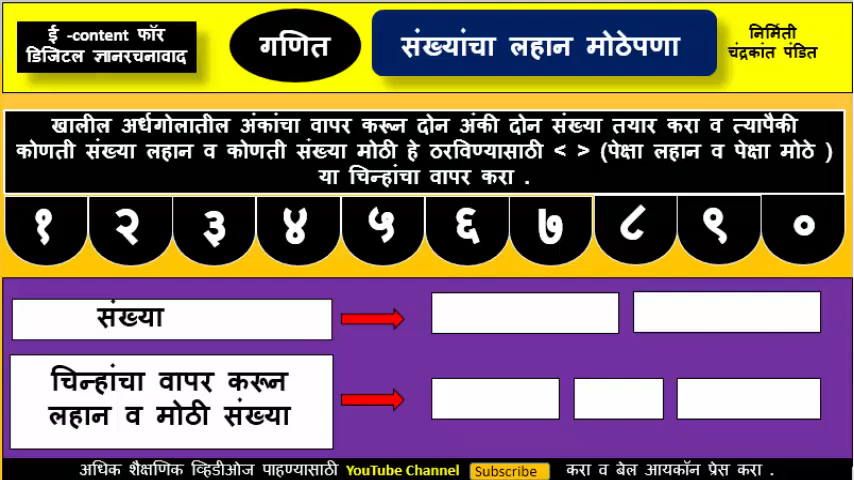 ई -content फॉर
डिजिटल ज्ञानरचनावाद
गणित
संख्यांचा लहान मोठेपणा
निर्मिती
चंद्रकांत पंडित
खालील अर्धगोलातील अंकांचा वापर करून दोन अंकी दोन संख्या तयार करा व त्यापैकी
कोणती संख्या लहान व कोणती संख्या मोठी हे ठरविण्यासाठी < > (पेक्षा लहान व पेक्षा मोठे )
या चिन्हांचा वापर करा .
१ २ ३ ४ ५ ६ ७ ८ ९ ०
संख्या
चिन्हांचा वापर करून
लहान व मोठी संख्या
अधिक शैक्षणिक व्हिडीओज पाहण्यासाठी YouTube Channel Subscribe करा व बेल आयकॉन प्रेस करा .